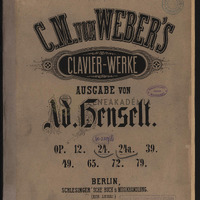 C. M. VON WEBER'S
CLAVIER-WERKE
AUSGABE VON
Ad. Henselt.
OP. 12. 24. 24a. 39.
49. 65. 72. 79.
BERLIN,
SCHLESINGER'SCHE BUCH & MUSIKHANDLUNG